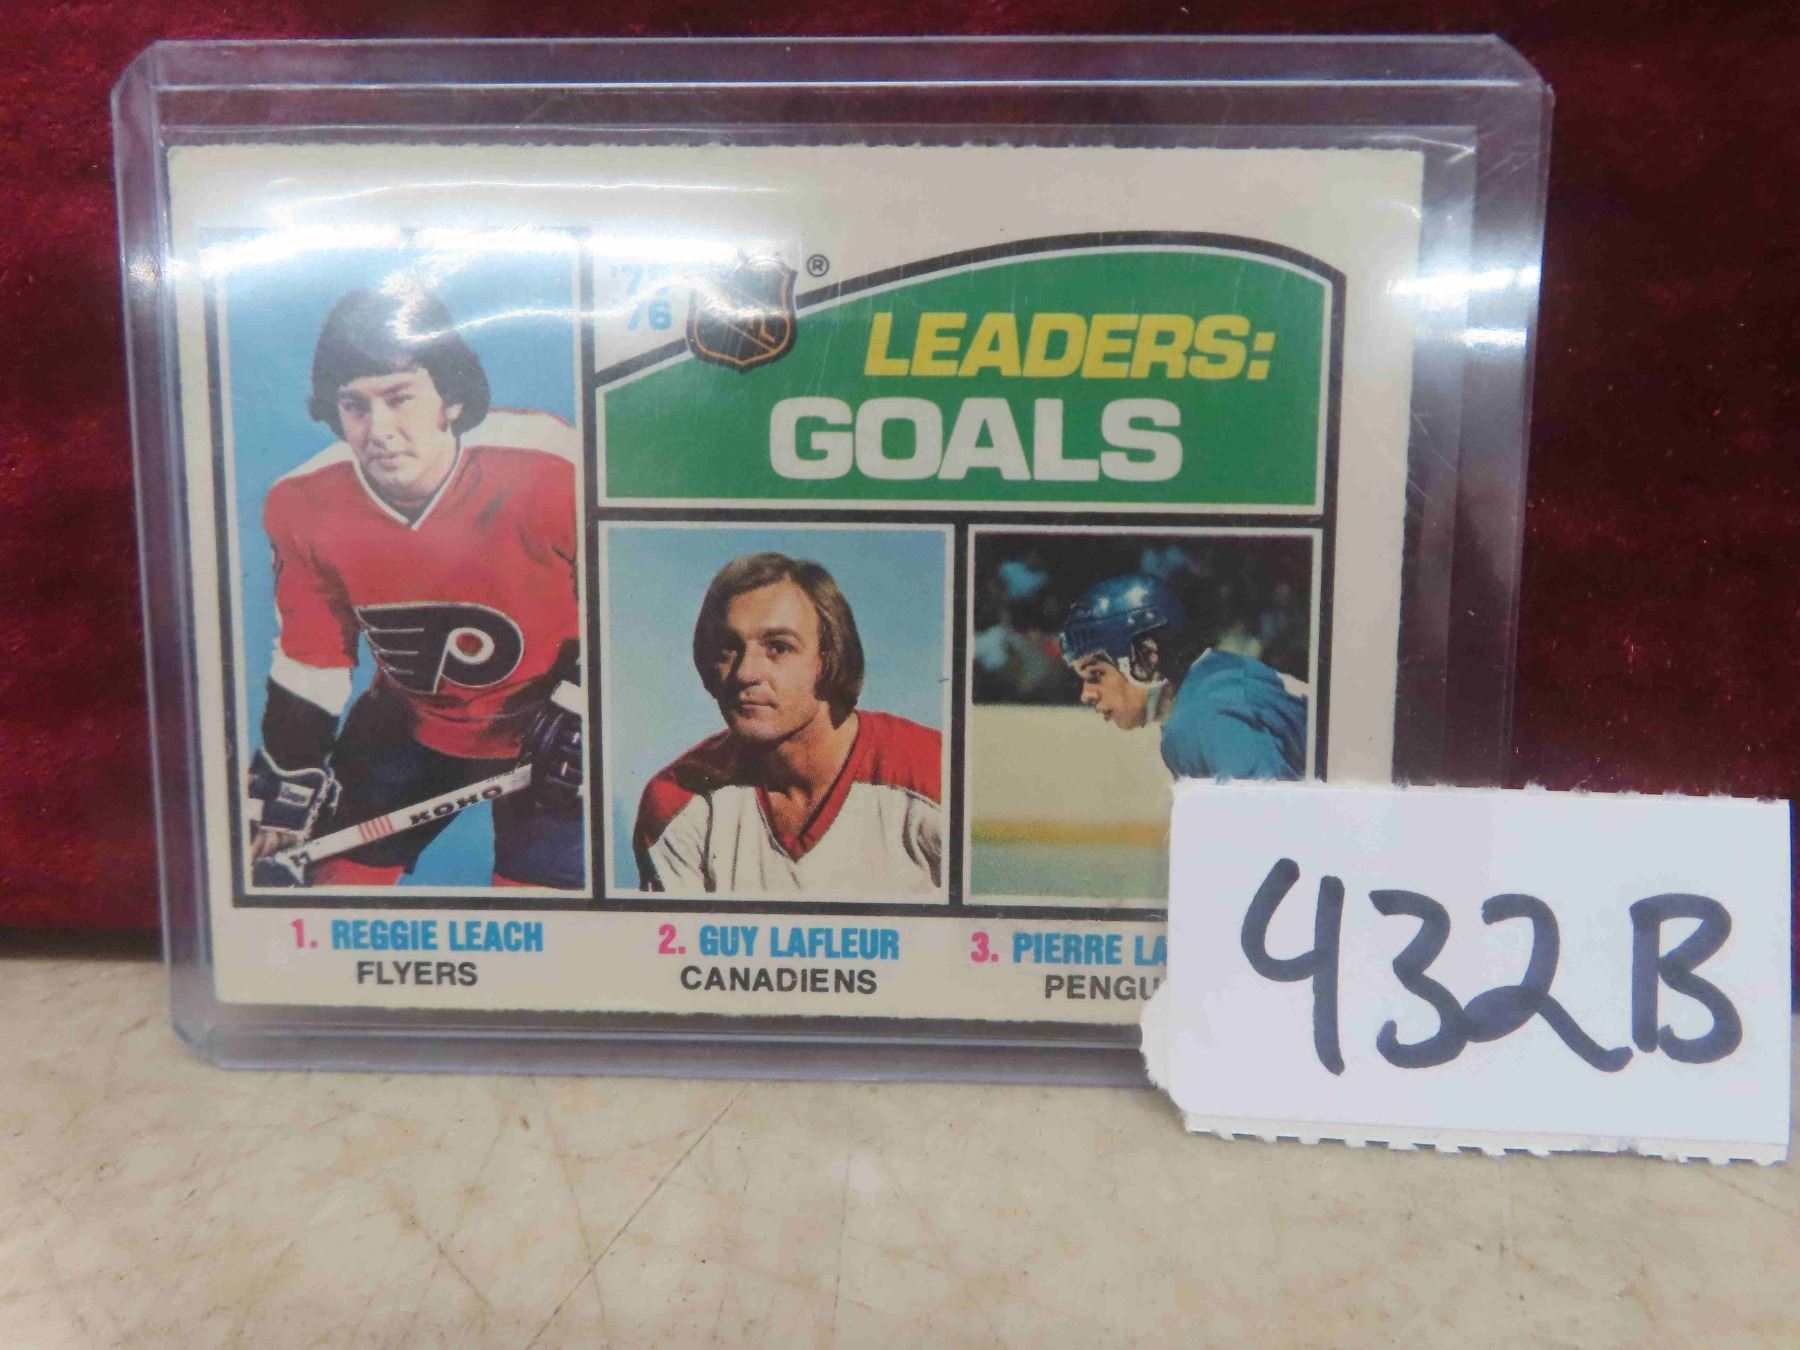 '75
'76
®
LEADERS:
GOALS
KOHO
1. REGGIE LEACH
FLYERS
2. GUY LAFLEUR
CANADIENS
3. PIERRE LA
PENGU
432B